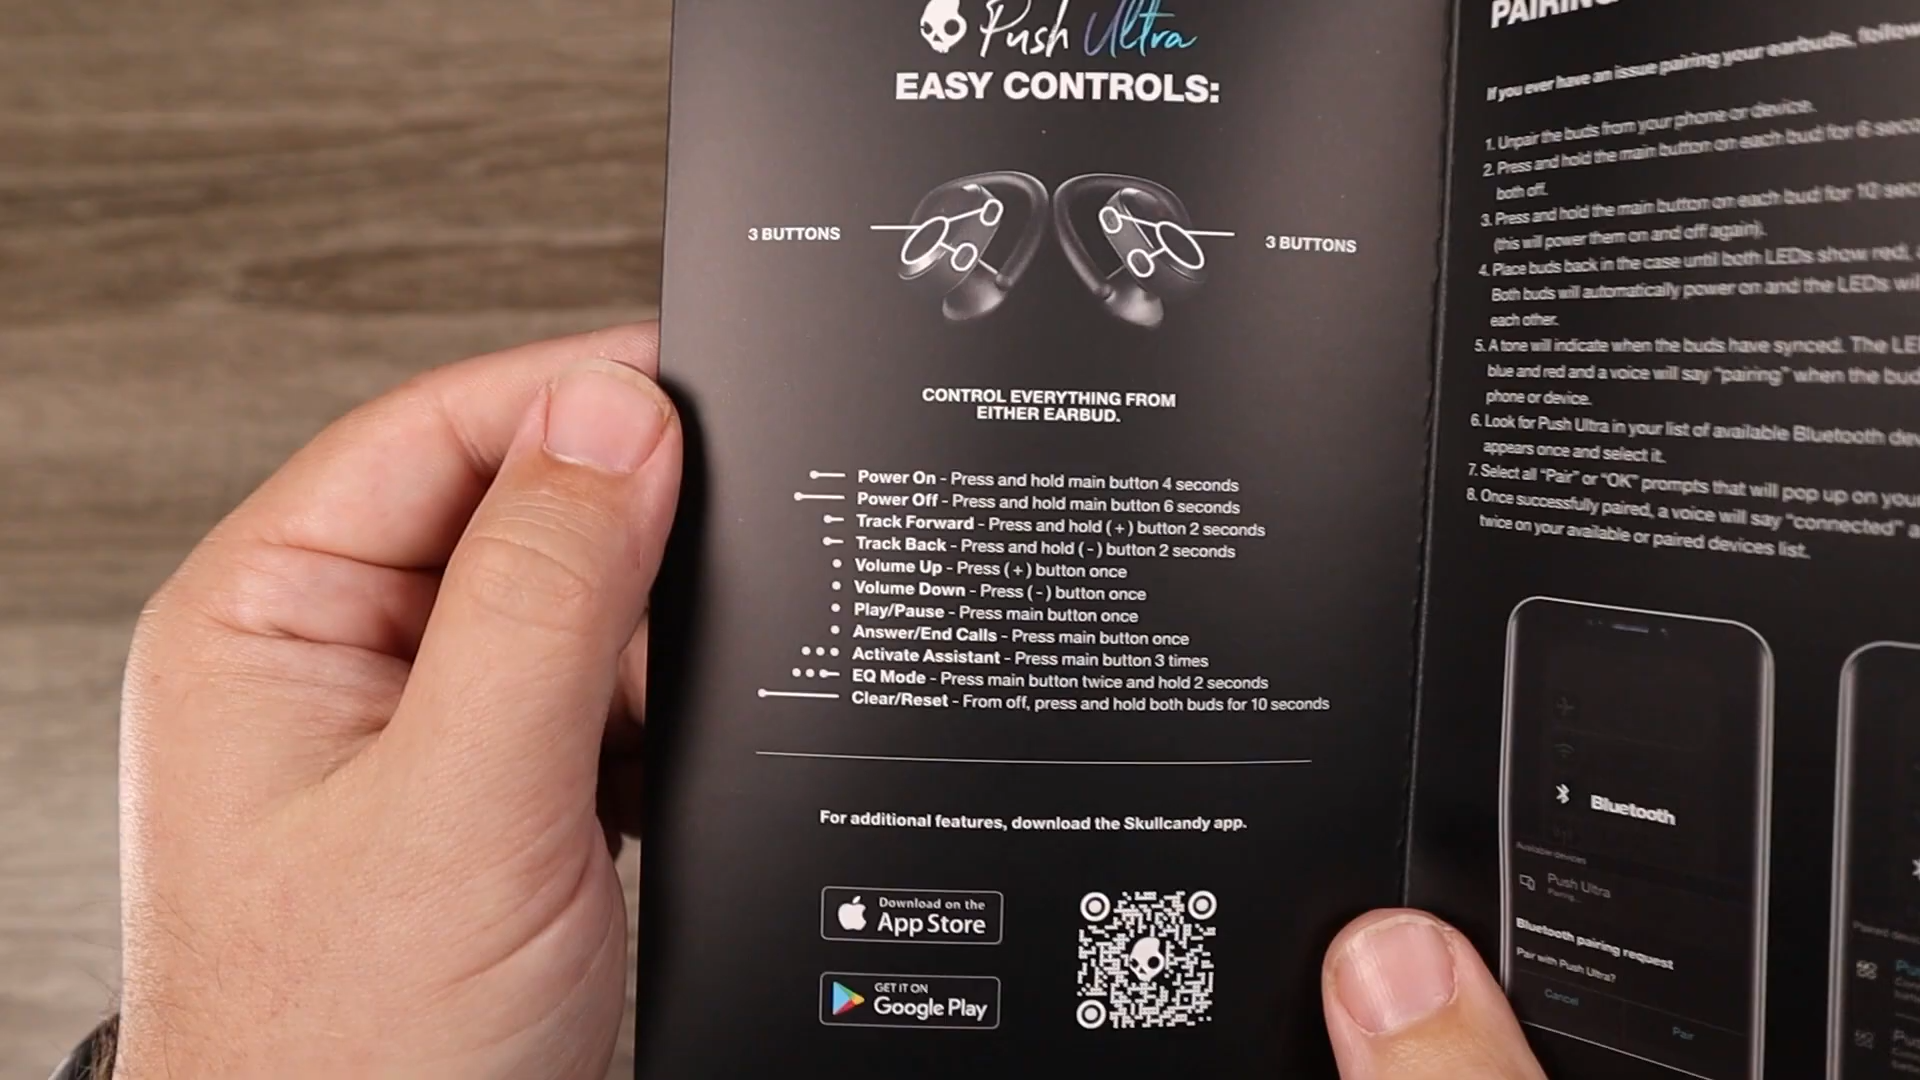 Push Ultra
EASY CONTROLS:
3 BUTTONS
3 BUTTONS
CONTROL EVERYTHING FROM
EITHER EARBUD.
Power On - Press and hold main button 4 seconds
Power Off - Press and hold main button 6 seconds
Track Forward - Press and hold (+) button 2 seconds
Track Back - Press and hold (-) button 2 seconds
Volume Up - Press (+) button once
Volume Down - Press (-) button once
Play/Pause - Press main button once
Answer/End Calls - Press main button once
Activate Assistant - Press main button 3 times
EQ Mode - Press main button twice and hold 2 seconds
Clear/Reset - From off, press and hold both buds for 10 seconds
For additional features, download the Skullcandy app.
Download on the
App Store
GET IT ON
Google Play
PAIRING
If you ever have an issue pairing your earbuds, follow
1. Unpair the buds from your phone or device.
2. Press and hold the main button on each bud for 6
both off.
3. Press and hold the main button on each bud for 10
(this will power them on and off again).
4. Place buds back in the case until both LEDs show red,
Both buds will automatically power on and the LEDs will
each other.
5. A tone will indicate when the buds have synced. The
blue and red and a voice will say "pairing" when the
phone or device.
6. Look for Push Ultra in your list of available Bluetooth
appears once and select it.
7. Select all "Pair" or "OK" prompts that will pop up on
8. Once successfully paired, a voice will say "connected"
twice on your available or paired devices list.
Bluetooth
Available devices
Push Ultra
Pairing...
Bluetooth pairing request
Pair with Push Ultra?
Cancel
Pair